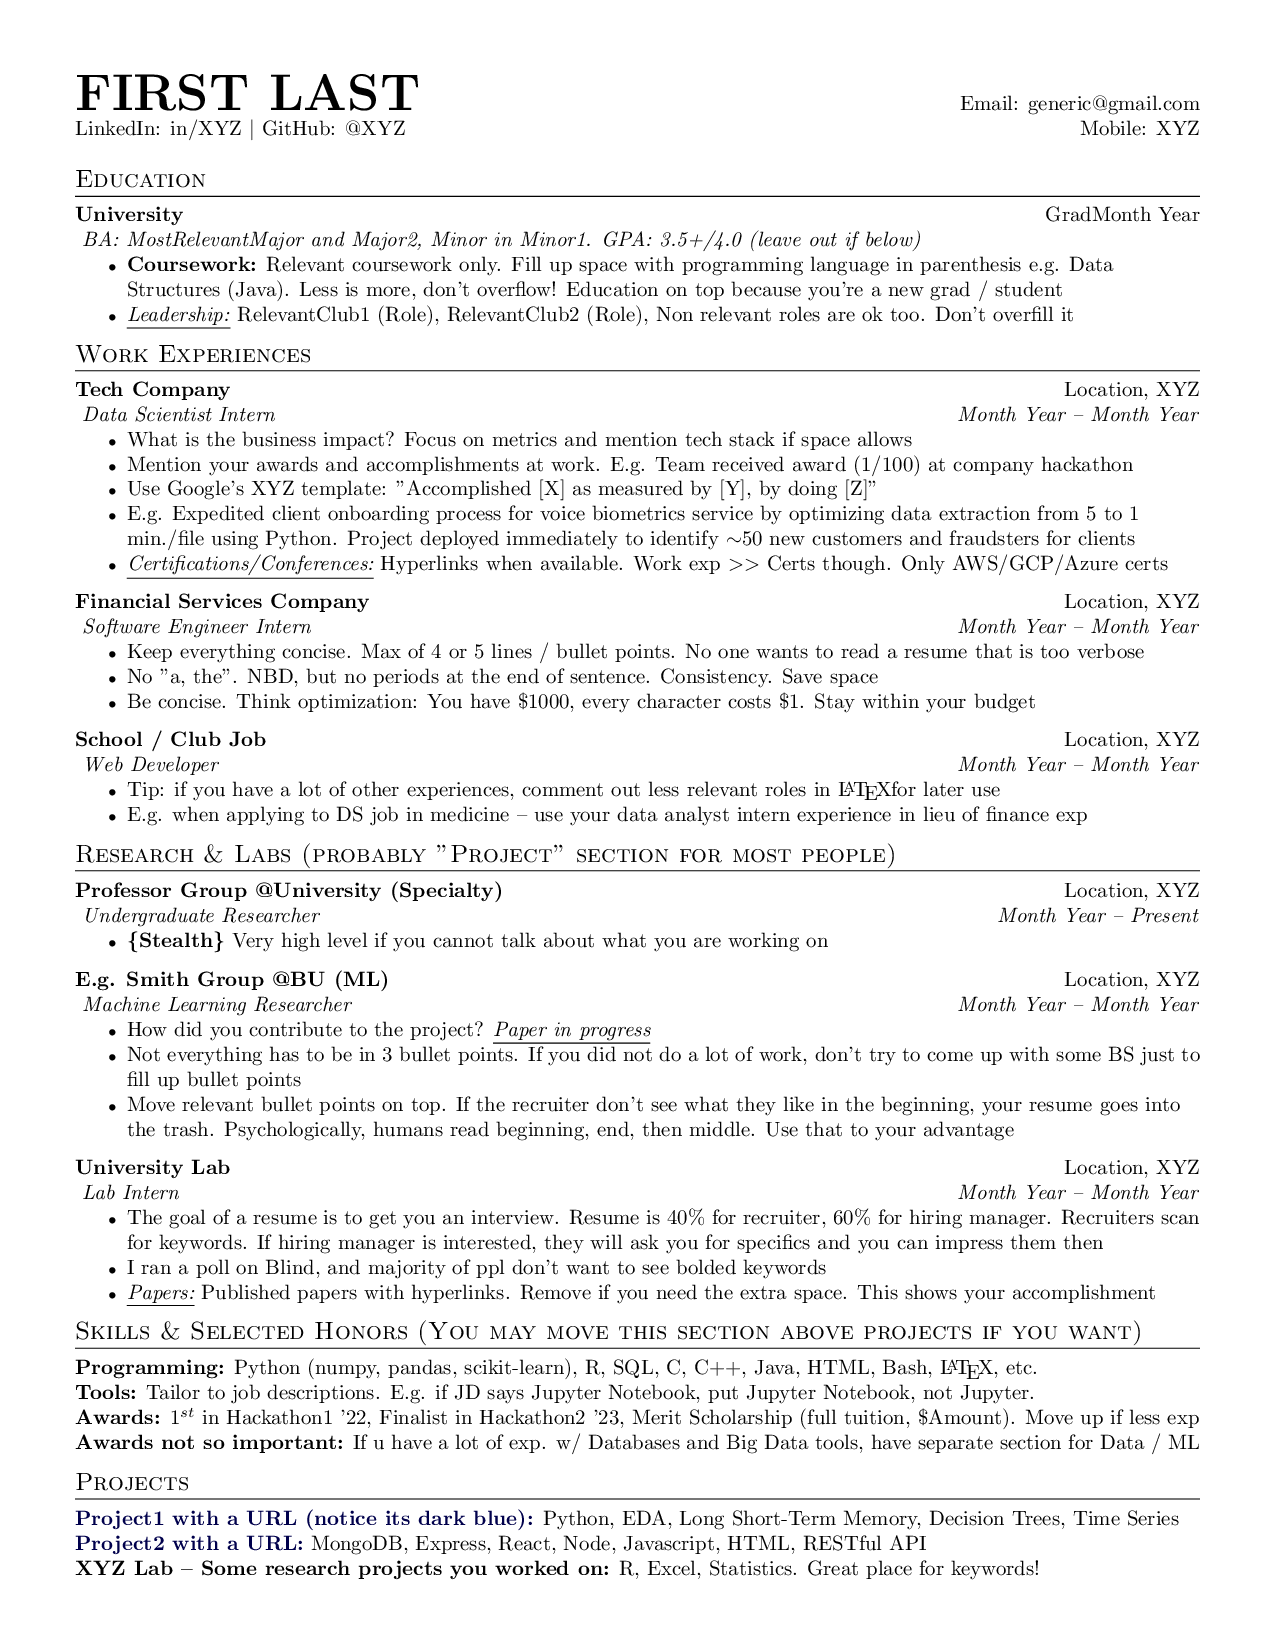 FIRST LAST
Email: generic@gmail.com
LinkedIn: in/XYZ | GitHub: @XYZ
Mobile: XYZ
Education
University
GradMonth Year
BA: MostRelevantMajor and Major2, Minor in Minor1. GPA: 3.5+/4.0 (leave out if below)
• Coursework: Relevant coursework only. Fill up space with programming language in parenthesis e.g. Data
Structures (Java). Less is more, don't overflow! Education on top because you're a new grad / student
• Leadership: RelevantClub1 (Role), RelevantClub2 (Role), Non relevant roles are ok too. Don't overfill it
Work Experiences
Tech Company
Location, XYZ
Data Scientist Intern
Month Year – Month Year
• What is the business impact? Focus on metrics and mention tech stack if space allows
• Mention your awards and accomplishments at work. E.g. Team received award (1/100) at company hackathon
• Use Google's XYZ template: ”Accomplished [X] as measured by [Y], by doing [Z]”
• E.g. Expedited client onboarding process for voice biometrics service by optimizing data extraction from 5 to 1
min./file using Python. Project deployed immediately to identify ∼50 new customers and fraudsters for clients
• Certifications/Conferences: Hyperlinks when available. Work exp >> Certs though. Only AWS/GCP/Azure certs
Financial Services Company
Location, XYZ
Software Engineer Intern
Month Year – Month Year
• Keep everything concise. Max of 4 or 5 lines / bullet points. No one wants to read a resume that is too verbose
• No ”a, the”. NBD, but no periods at the end of sentence. Consistency. Save space
• Be concise. Think optimization: You have $1000, every character costs $1. Stay within your budget
School / Club Job
Location, XYZ
Web Developer
Month Year – Month Year
• Tip: if you have a lot of other experiences, comment out less relevant roles in LATEXfor later use
• E.g. when applying to DS job in medicine – use your data analyst intern experience in lieu of finance exp
Research & Labs (probably ”Project” section for most people)
Professor Group @University (Specialty)
Location, XYZ
Undergraduate Researcher
Month Year – Present
• {Stealth} Very high level if you cannot talk about what you are working on
E.g. Smith Group @BU (ML)
Location, XYZ
Machine Learning Researcher
Month Year – Month Year
• How did you contribute to the project? Paper in progress
• Not everything has to be in 3 bullet points. If you did not do a lot of work, don't try to come up with some BS just to
fill up bullet points
• Move relevant bullet points on top. If the recruiter don't see what they like in the beginning, your resume goes into
the trash. Psychologically, humans read beginning, end, then middle. Use that to your advantage
University Lab
Location, XYZ
Lab Intern
Month Year – Month Year
• The goal of a resume is to get you an interview. Resume is 40% for recruiter, 60% for hiring manager. Recruiters scan
for keywords. If hiring manager is interested, they will ask you for specifics and you can impress them then
• I ran a poll on Blind, and majority of ppl don't want to see bolded keywords
• Papers: Published papers with hyperlinks. Remove if you need the extra space. This shows your accomplishment
Skills & Selected Honors (You may move this section above projects if you want)
Programming: Python (numpy, pandas, scikit-learn), R, SQL, C, C++, Java, HTML, Bash, LATEX, etc.
Tools: Tailor to job descriptions. E.g. if JD says Jupyter Notebook, put Jupyter Notebook, not Jupyter.
Awards: 1st in Hackathon1 '22, Finalist in Hackathon2 '23, Merit Scholarship (full tuition, $Amount). Move up if less exp
Awards not so important: If u have a lot of exp. w/ Databases and Big Data tools, have separate section for Data / ML
Projects
Project1 with a URL (notice its dark blue): Python, EDA, Long Short-Term Memory, Decision Trees, Time Series
Project2 with a URL: MongoDB, Express, React, Node, Javascript, HTML, RESTful API
XYZ Lab – Some research projects you worked on: R, Excel, Statistics. Great place for keywords!